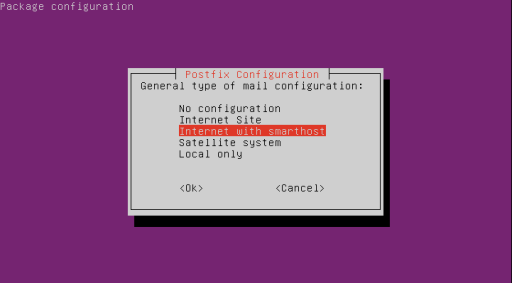 Package configuration
Postfix Configuration
General type of mail configuration:
No configuration
Internet Site
Internet with smarthost
Satellite system
Local only
<Ok> <Cancel>